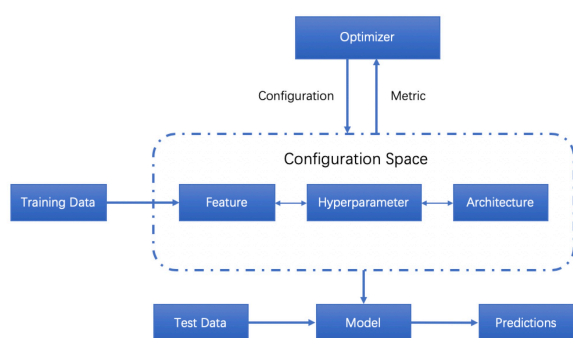 Optimizer
Configuration
Metric
Configuration Space
Training Data
Feature
Hyperparameter
Architecture
Test Data
Model
Predictions